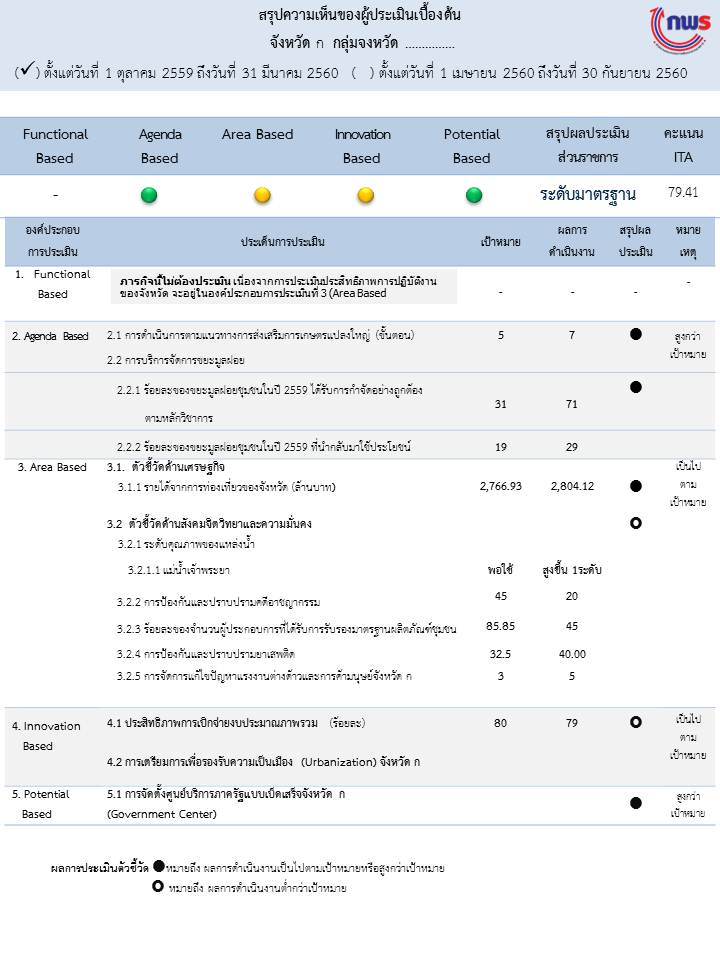 สรุปความเห็นของผู้ประเมินเบื้องต้น
จังหวัด ก กลุ่มจงหวัด ...............
(✓) ตั้งแต่วันที่ 1 ตุลาคม 2559 ถึงวันที่ 31 มีนาคม 2560 ( ) ตั้งแต่วันที่ 1 เมษายน 2560 ถึงวันที่ 30 กันยายน 2560
กพร
Functional Based
Agenda Based
Area Based
Innovation Based
Potential Based
สรุปผลประเมิน ส่วนราชการ
คะแนน ITA
- ระดับมาตรฐาน 79.41
องค์ประกอบ การประเมิน
ประเด็นการประเมิน
เป้าหมาย
ผลการ ดำเนินงาน
สรุปผล ประเมิน
หมาย เหตุ
1. Functional Based
ภารกิจนี้ไม่ต้องประเมิน เนื่องจากการประเมินประสิทธิภาพการปฏิบัติงาน
ของจังหวัด จะอยู่ในองค์ประกอบการประเมินที่ 3 (Area Based
- - - -
2. Agenda Based
2.1 การดำเนินการตามแนวทางการส่งเสริมการเกษตรแปลงใหญ่ (ขั้นตอน) 5 7 ● สูงกว่า เป้าหมาย
2.2 การบริการจัดการขยะมูลฝอย
2.2.1 ร้อยละของขยะมูลฝอยชุมชนในปี 2559 ได้รับการกำจัดอย่างถูกต้อง ●
ตามหลักวิชาการ 31 71
2.2.2 ร้อยละของขยะมูลฝอยชุมชนในปี 2559 ที่นำกลับมาใช้ประโยชน์ 19 29
3. Area Based
3.1. ตัวชี้วัดด้านเศรษฐกิจ
3.1.1 รายได้จากการท่องเที่ยวของจังหวัด (ล้านบาท) 2,766.93 2,804.12 ● เป็นไป ตาม เป้าหมาย
3.2 ตัวชี้วัดด้านสังคมจิตวิทยาและความมั่นคง
3.2.1 ระดับคุณภาพของแหล่งน้ำ
3.2.1.1 แม่น้ำเจ้าพระยา พอใช้ สูงขึ้น 1ระดับ
3.2.2 การป้องกันและปราบปรามคดีอาชญากรรม 45 20
3.2.3 ร้อยละของจำนวนผู้ประกอบการที่ได้รับการรับรองมาตรฐานผลิตภัณฑ์ชุมชน 85.85 45
3.2.4 การป้องกันและปราบปรามยาเสพติด 32.5 40.00
3.2.5 การจัดการแก้ไขปัญหาแรงงานต่างด้าวและการค้ามนุษย์จังหวัด ก 3 5
4. Innovation Based
4.1 ประสิทธิภาพการเบิกจ่ายงบประมาณภาพรวม (ร้อยละ) 80 79 เป็นไป ตาม เป้าหมาย
4.2 การเตรียมการเพื่อรองรับความเป็นเมือง (Urbanization) จังหวัด ก
5. Potential Based
5.1 การจัดตั้งศูนย์บริการภาครัฐแบบเบ็ดเสร็จจังหวัด ก ● สูงกว่า เป้าหมาย
(Government Center)
ผลการประเมินตัวชี้วัด ● หมายถึง ผลการดำเนินงานเป็นไปตามเป้าหมายหรือสูงกว่าเป้าหมาย
หมายถึง ผลการดำเนินงานต่ำกว่าเป้าหมาย